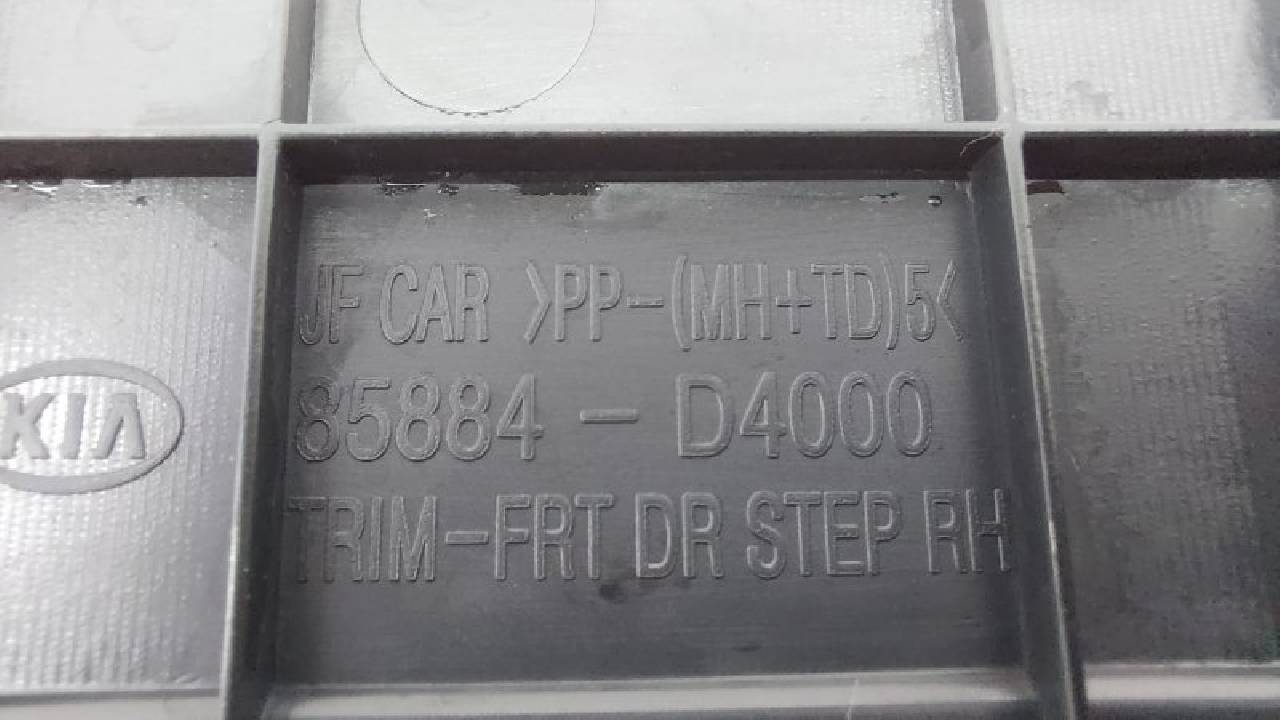 JF CAR >PP-(MH+TD)5<
KIA
85884-D4000
TRIM-FRT DR STEP RH